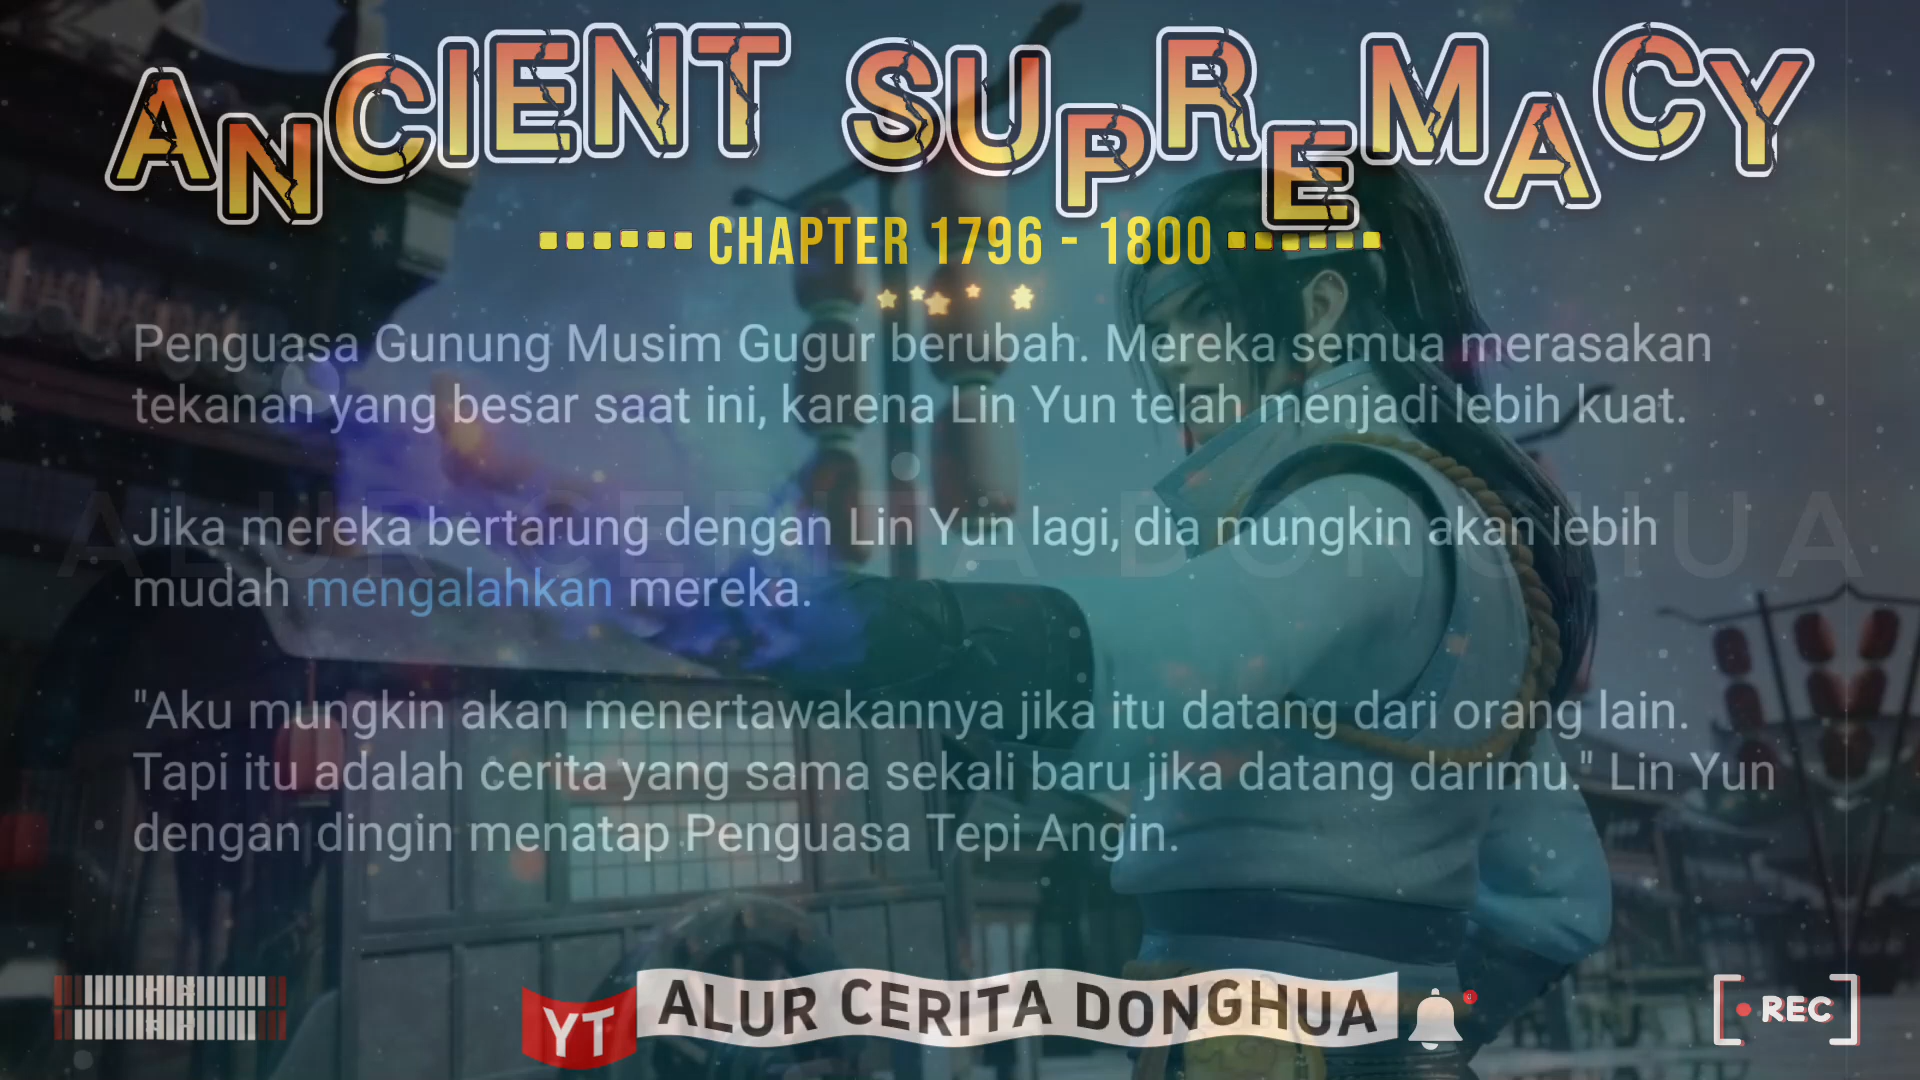 ANCIENT SUPREMACY
CHAPTER 1796 - 1800
Penguasa Gunung Musim Gugur berubah. Mereka semua merasakan
tekanan yang besar saat ini, karena Lin Yun telah menjadi lebih kuat.
ALUR CERITA DONGHUA
Jika mereka bertarung dengan Lin Yun lagi, dia mungkin akan lebih
mudah mengalahkan mereka.
"Aku mungkin akan menertawakannya jika itu datang dari orang lain.
Tapi itu adalah cerita yang sama sekali baru jika datang darimu." Lin Yun
dengan dingin menatap Penguasa Tepi Angin.
YT ALUR CERITA DONGHUA
REC